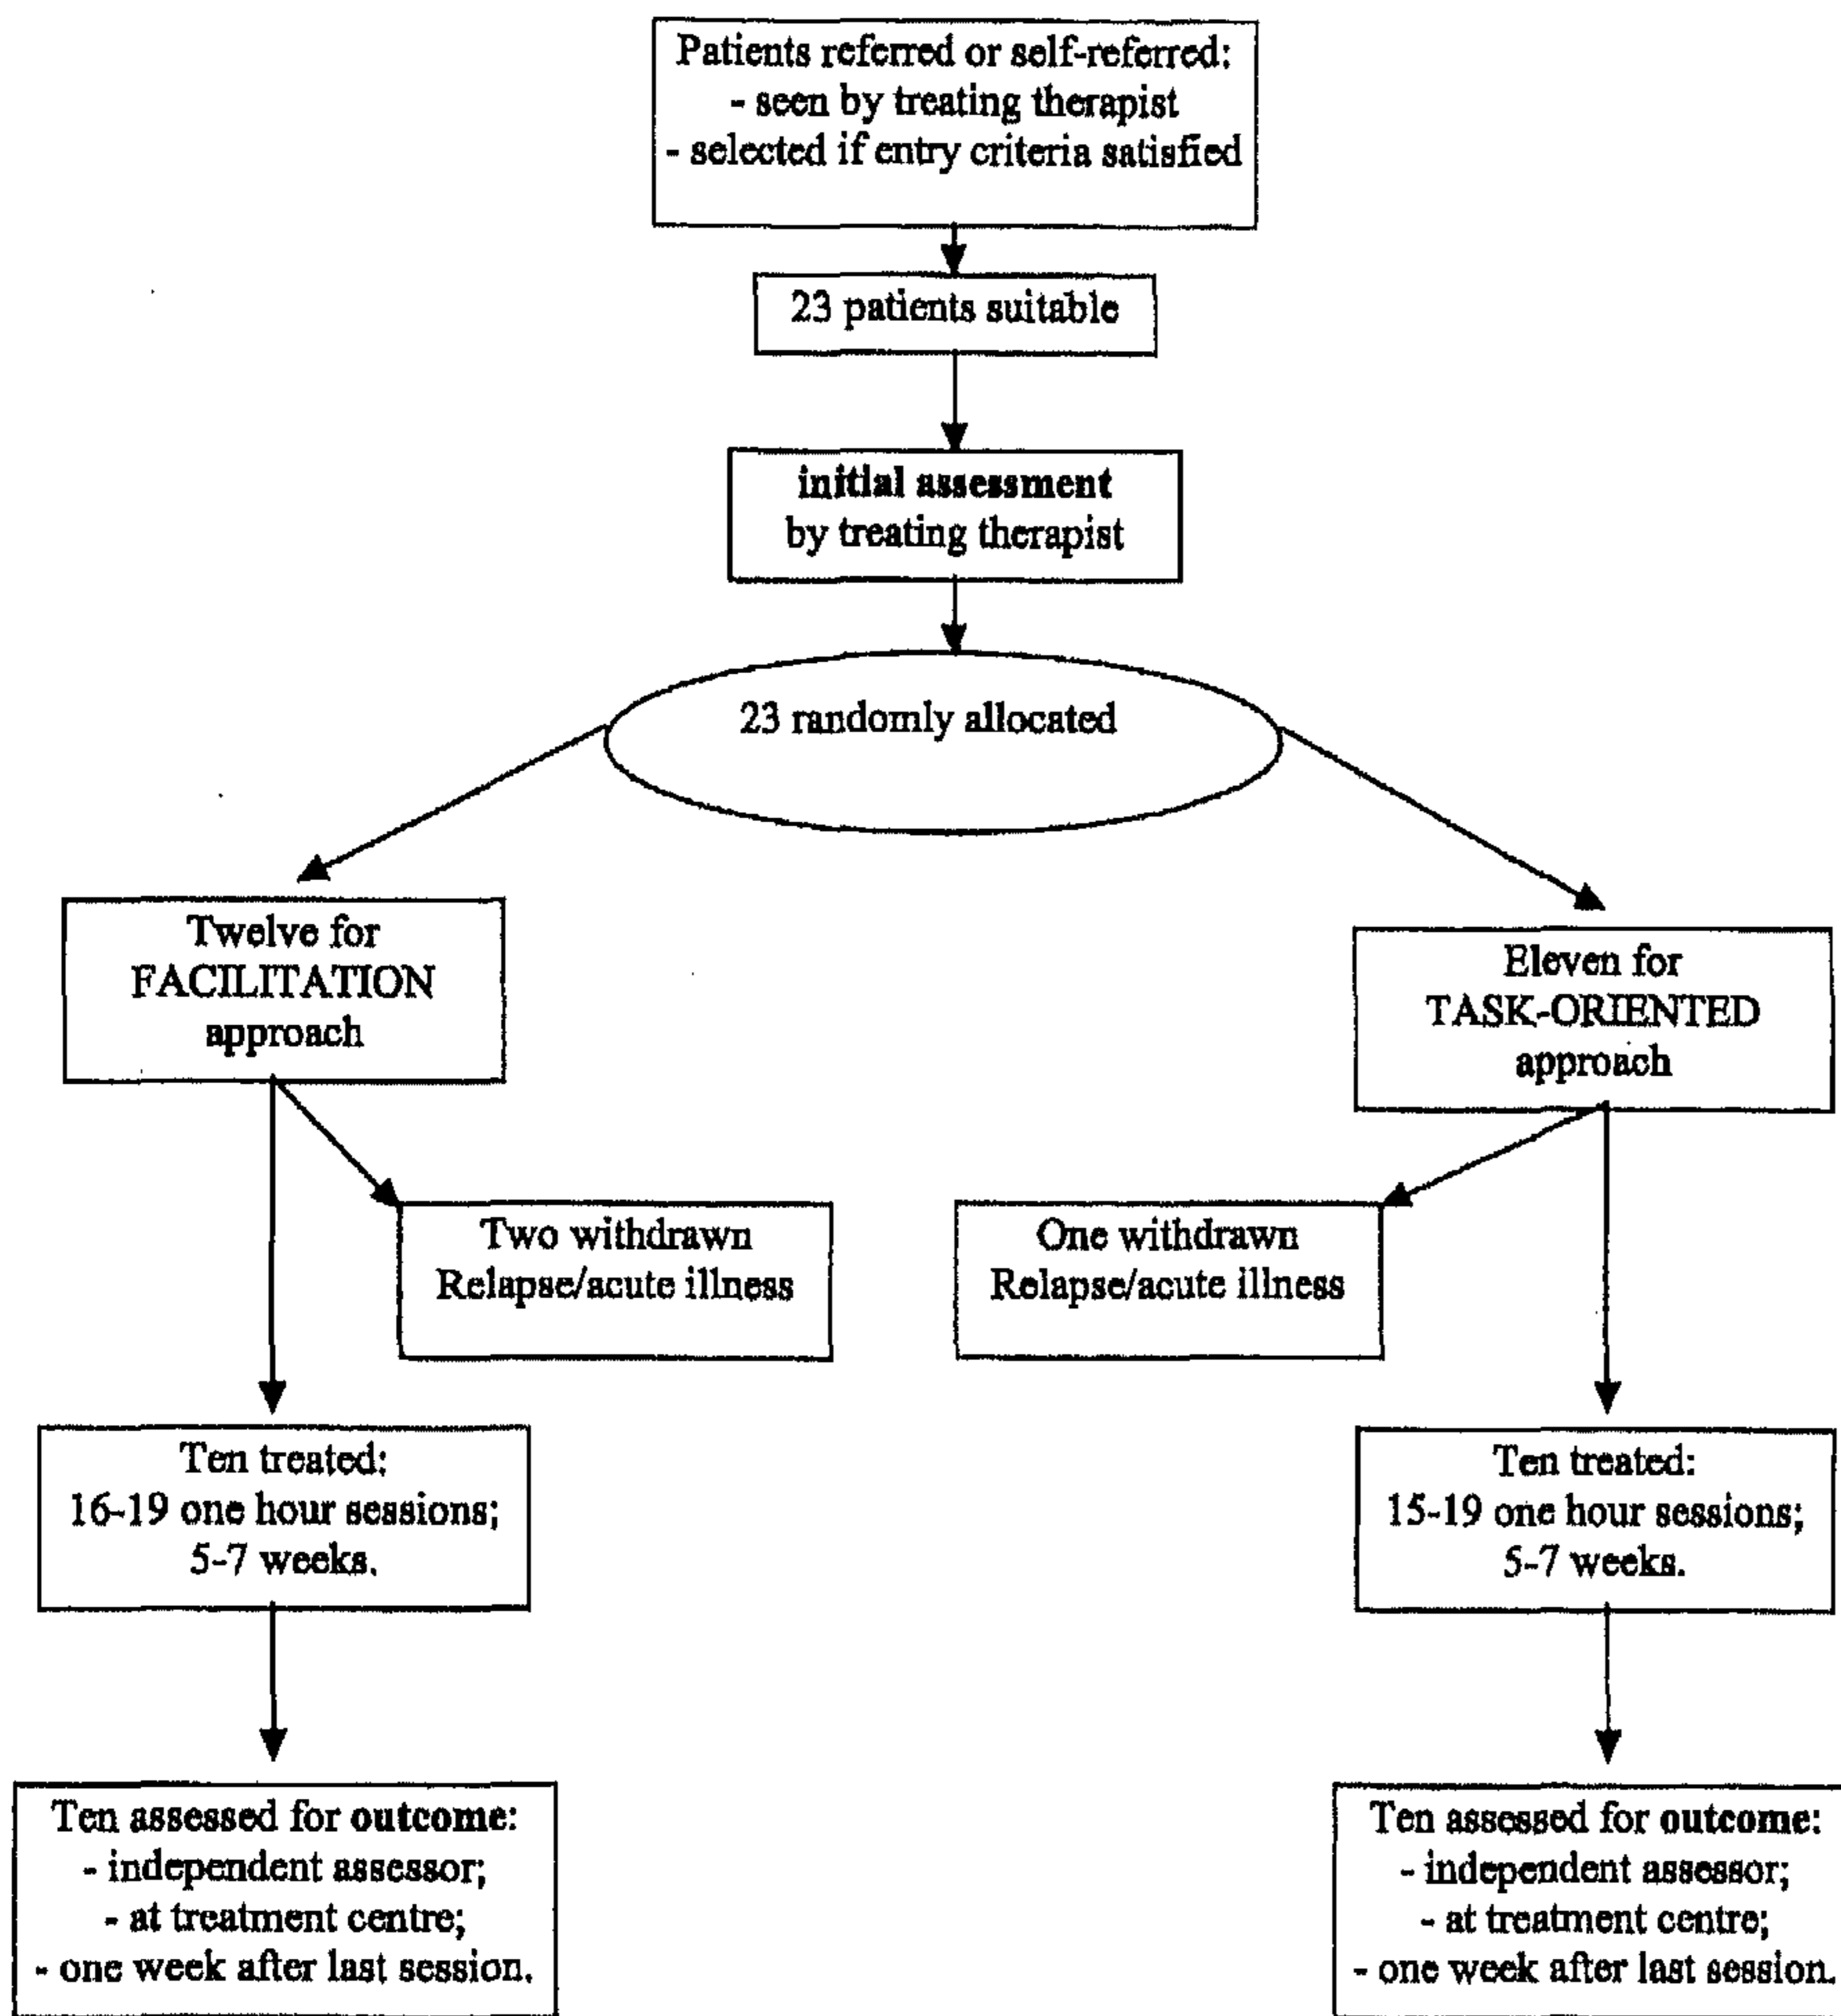 Patients referred or self-referred:
- seen by treating therapist
- selected if entry criteria satisfied
23 patients suitable
initial assessment
by treating therapist
23 randomly allocated
Twelve for
FACILITATION
approach
Eleven for
TASK-ORIENTED
approach
Two withdrawn
Relapse/acute illness
One withdrawn
Relapse/acute illness
Ten treated:
16-19 one hour sessions;
5-7 weeks.
Ten treated:
15-19 one hour sessions;
5-7 weeks.
Ten assessed for outcome:
- independent assessor;
- at treatment centre;
- one week after last session.
Ten assessed for outcome:
- independent assessor;
- at treatment centre;
- one week after last session.